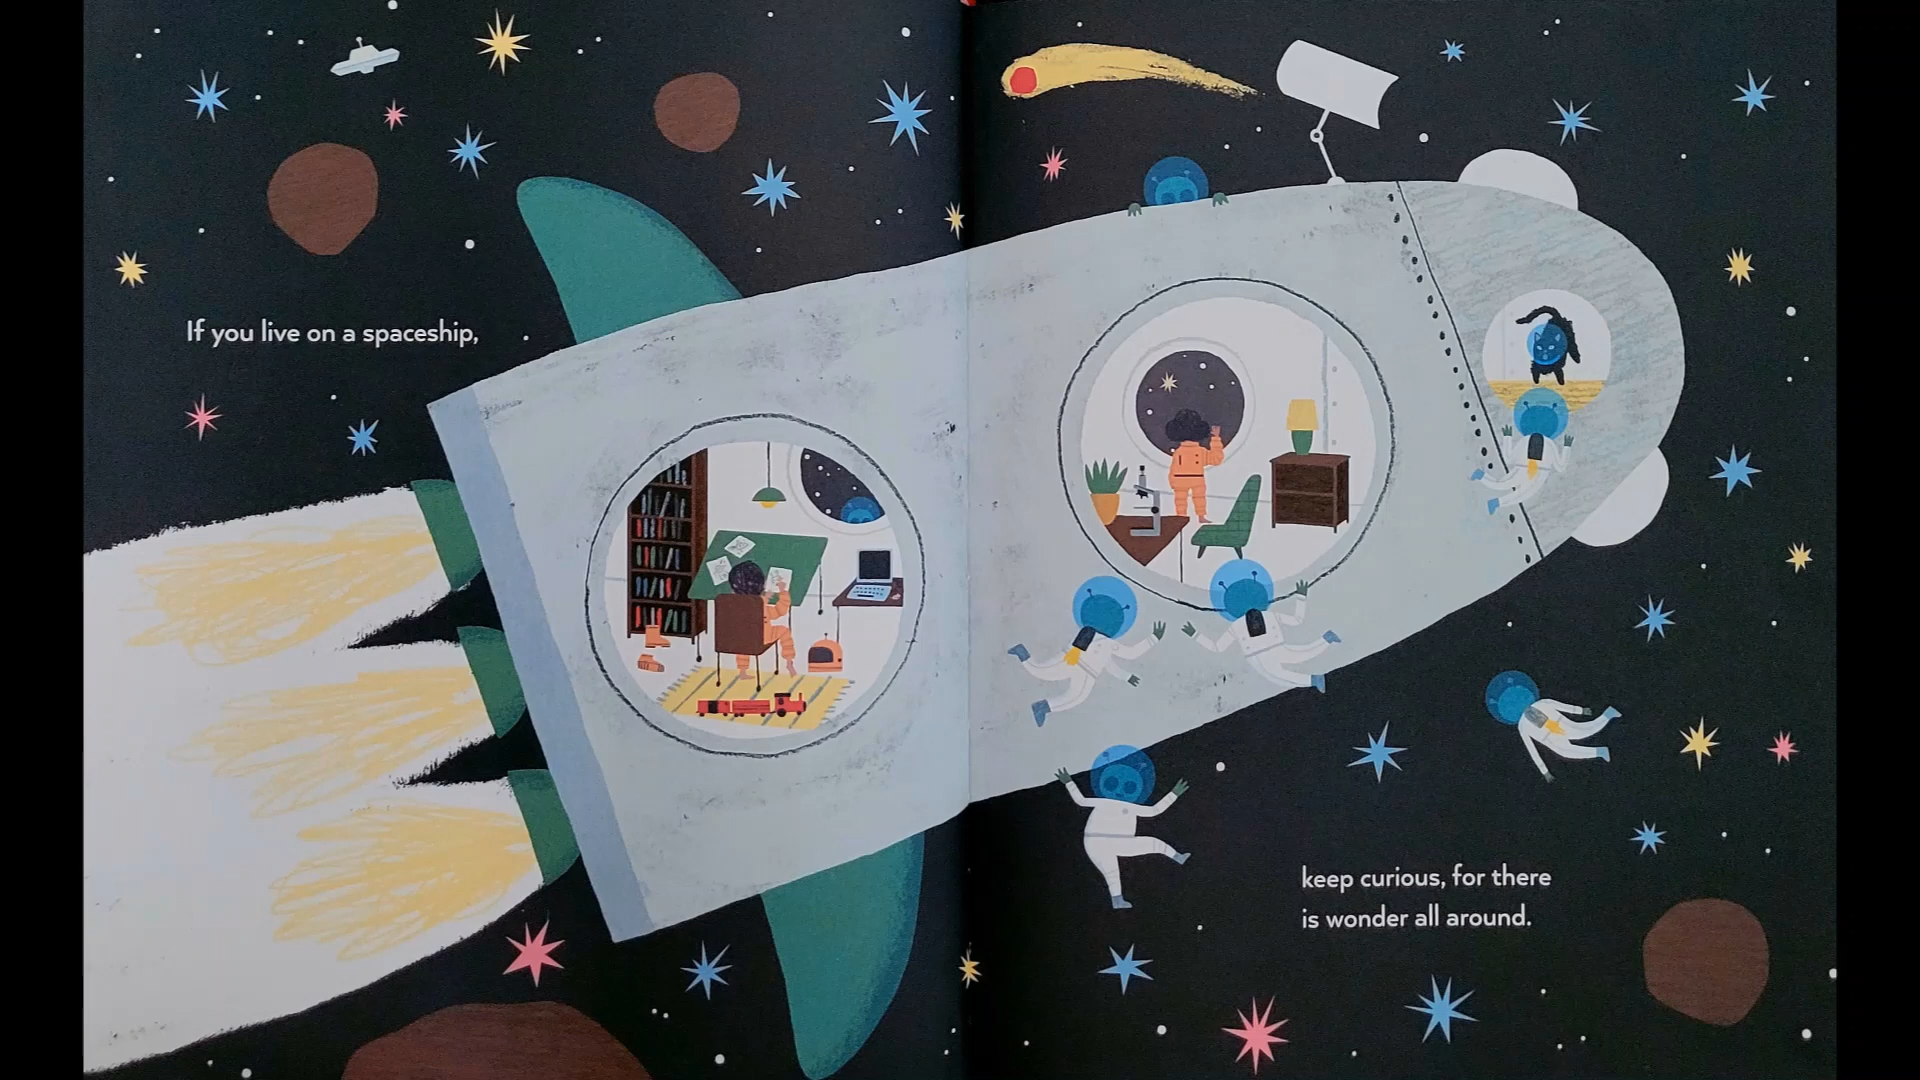 If you live on a spaceship,
keep curious, for there
is wonder all around.